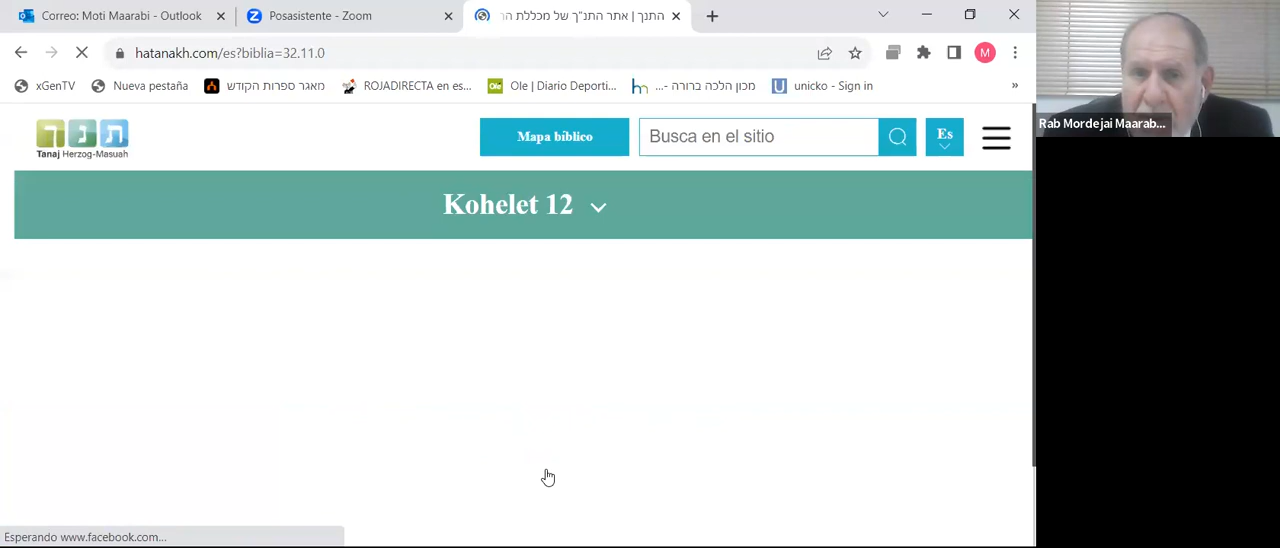 Correo: Moti Maarabi - Outlook
Posasistente - Zoom
התנך | אתר התנ"ך של מכללת הר
hatanakh.com/es?biblia=32.11.0
M
xGenTV
Nueva pestaña
מאגר ספרות הקודש
ROJADIRECTA en es...
Ole | Diario Deporti...
מכון הלכה ברורה -...
unicko - Sign in
»
תנך
Tanaj Herzog-Masuah
Mapa bíblico
Busca en el sitio
Es
Kohelet 12
Esperando www.facebook.com...
Rab Mordejai Maarab...